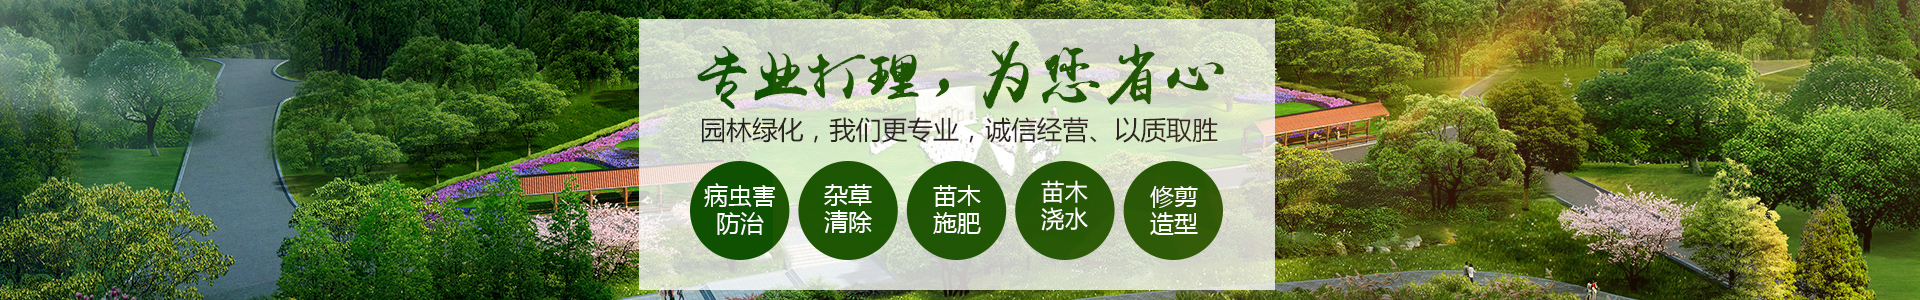 专业打理，为您省心
园林绿化，我们更专业，诚信经营、以质取胜
病虫害
防治
杂草
清除
苗木
施肥
苗木
浇水
修剪
造型